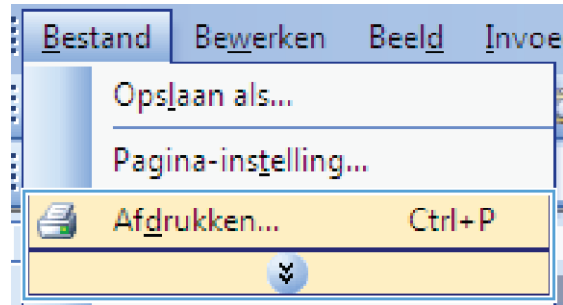 Bestand Bewerken Beeld Invoe
Opslaan als...
Pagina-instelling...
Afdrukken... Ctrl+P